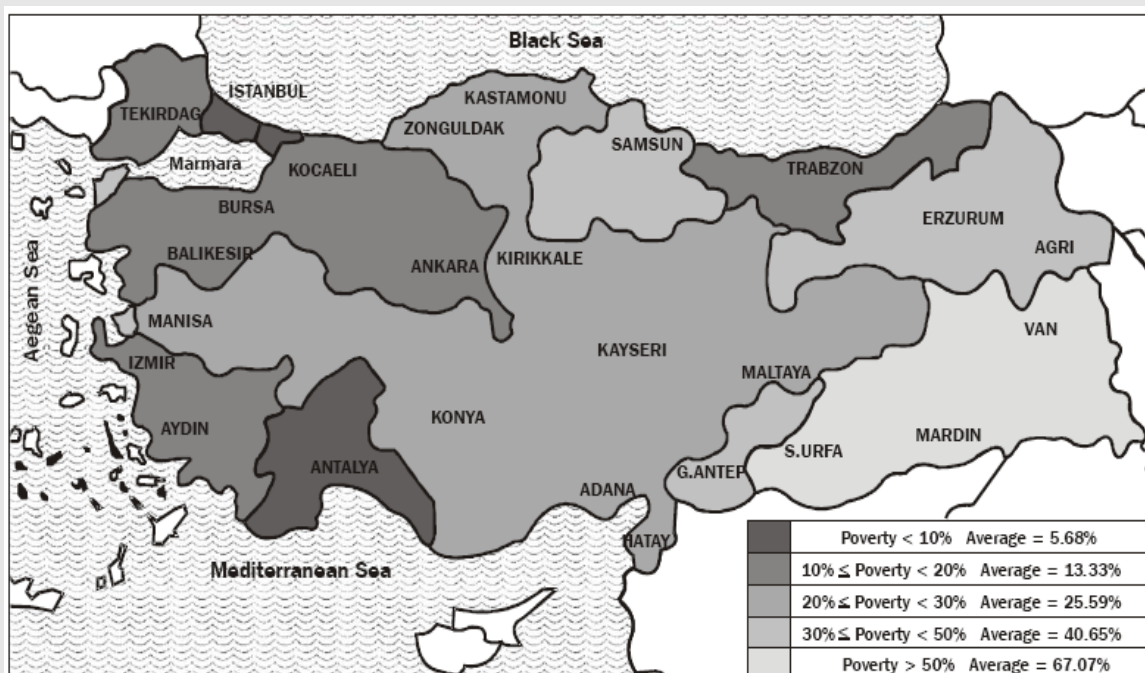 Black Sea
İSTANBUL
KASTAMONU
TEKIRDAG
ZONGULDAK
SAMSUN
Marmara
KOCAELI
TRABZON
BURSA
ERZURUM
BALIKESIR
ANKARA
KIRIKKALE
AGRI
Aegean Sea
MANISA
VAN
IZMIR
KAYSERI
MALTAYA
KONYA
AYDIN
MARDIN
S.URFA
ANTALYA
G.ANTEP
ADANA
HATAY
Mediterranean Sea
Poverty < 10% Average = 5.68%
10% ≤ Poverty < 20% Average = 13.33%
20% ≤ Poverty < 30% Average = 25.59%
30% ≤ Poverty < 50% Average = 40.65%
Poverty > 50% Average = 67.07%